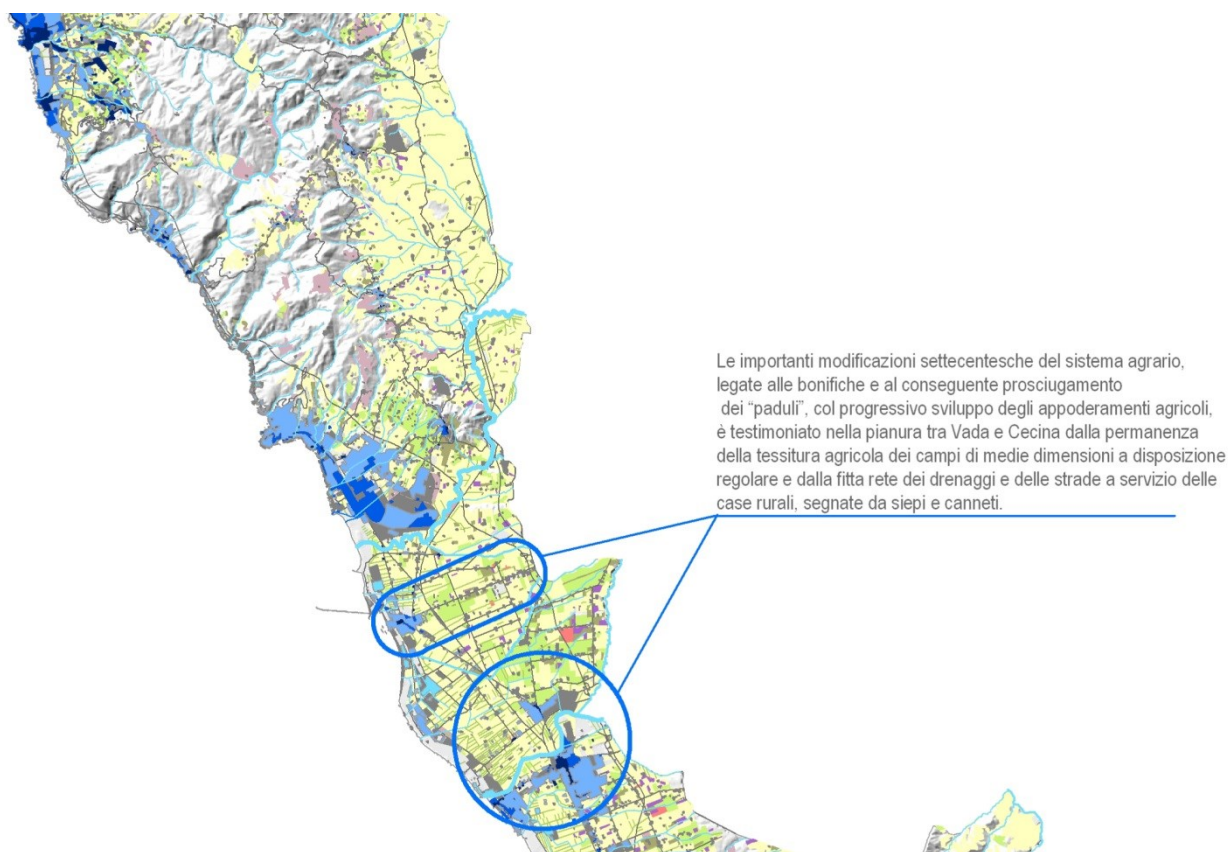 Le importanti modificazioni settecentesche del sistema agrario,
legate alle bonifiche e al conseguente prosciugamento
dei “paduli”, col progressivo sviluppo degli appoderamenti agricoli,
è testimoniato nella pianura tra Vada e Cecina dalla permanenza
della tessitura agricola dei campi di medie dimensioni a disposizione
regolare e dalla fitta rete dei drenaggi e delle strade a servizio delle
case rurali, segnate da siepi e canneti.